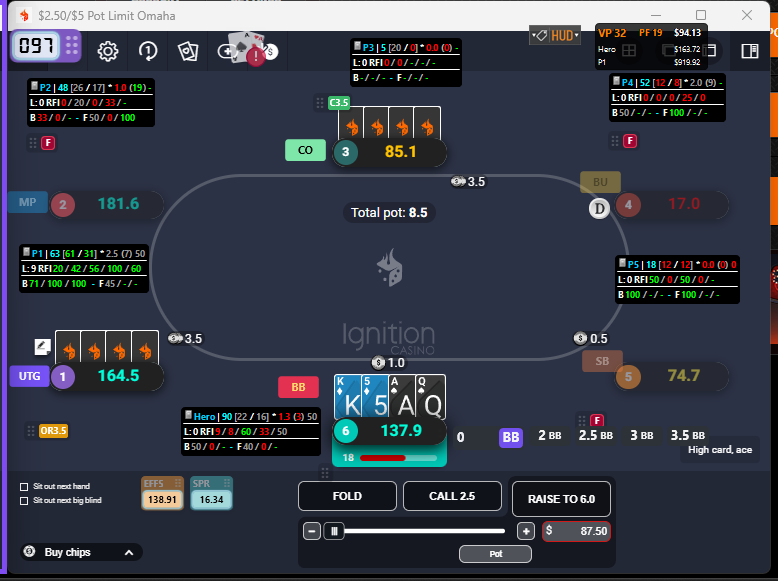 $2.50/$5 Pot Limit Omaha
097
HUD
VP 32 PF 19 $94.13
Hero $163.72
P1 $919.92
P3 | 5 [20 / 0] * 0.0 (0) -
L: 0 RFI 0 / 0 / - / - / -
B -/ -/ - - F -/ -/ -
P2 | 48 [26 / 17] * 1.0 (19) -
L: 0 RFI 0 / 20 / 0 / 33 / -
B 33 / 0 / - - F 50 / 0 / 100
P4 | 52 [12 / 8] * 2.0 (9) -
L: 0 RFI 0 / 0 / 0 / 25 / 0
B 50 / - / - - F 100 / - / -
F
C3.5
F
CO
3
85.1
3.5
BU
MP
2
181.6
Total pot: 8.5
D
4
17.0
P1 | 63 [61 / 31] * 2.5 (7) 50
L: 9 RFI 20 / 42 / 56 / 100 / 60
B 71 / 100 / 100 - F 45 / - / -
P5 | 18 [12 / 12] * 0.0 (0) 0
L: 0 RFI 50 / 0 / 50 / 0 / -
B 100 / - / - - F 100 / - / -
Ignition
CASINO
3.5
0.5
UTG
1
164.5
1.0
SB
5
74.7
BB
K 5 A Q
K 5 A Q
OR3.5
Hero | 90 [22 / 16] * 1.3 (3) 50
L: 0 RFI 9 / 8 / 60 / 33 / 50
B 50 / 0 / - - F 40 / 0 / -
6
137.9
18
F
0 BB 2 BB 2.5 BB 3 BB 3.5 BB
High card, ace
Sit out next hand
Sit out next big blind
EFFS
138.91
SPR
16.34
FOLD
CALL 2.5
RAISE TO 6.0
$ 87.50
Pot
Buy chips